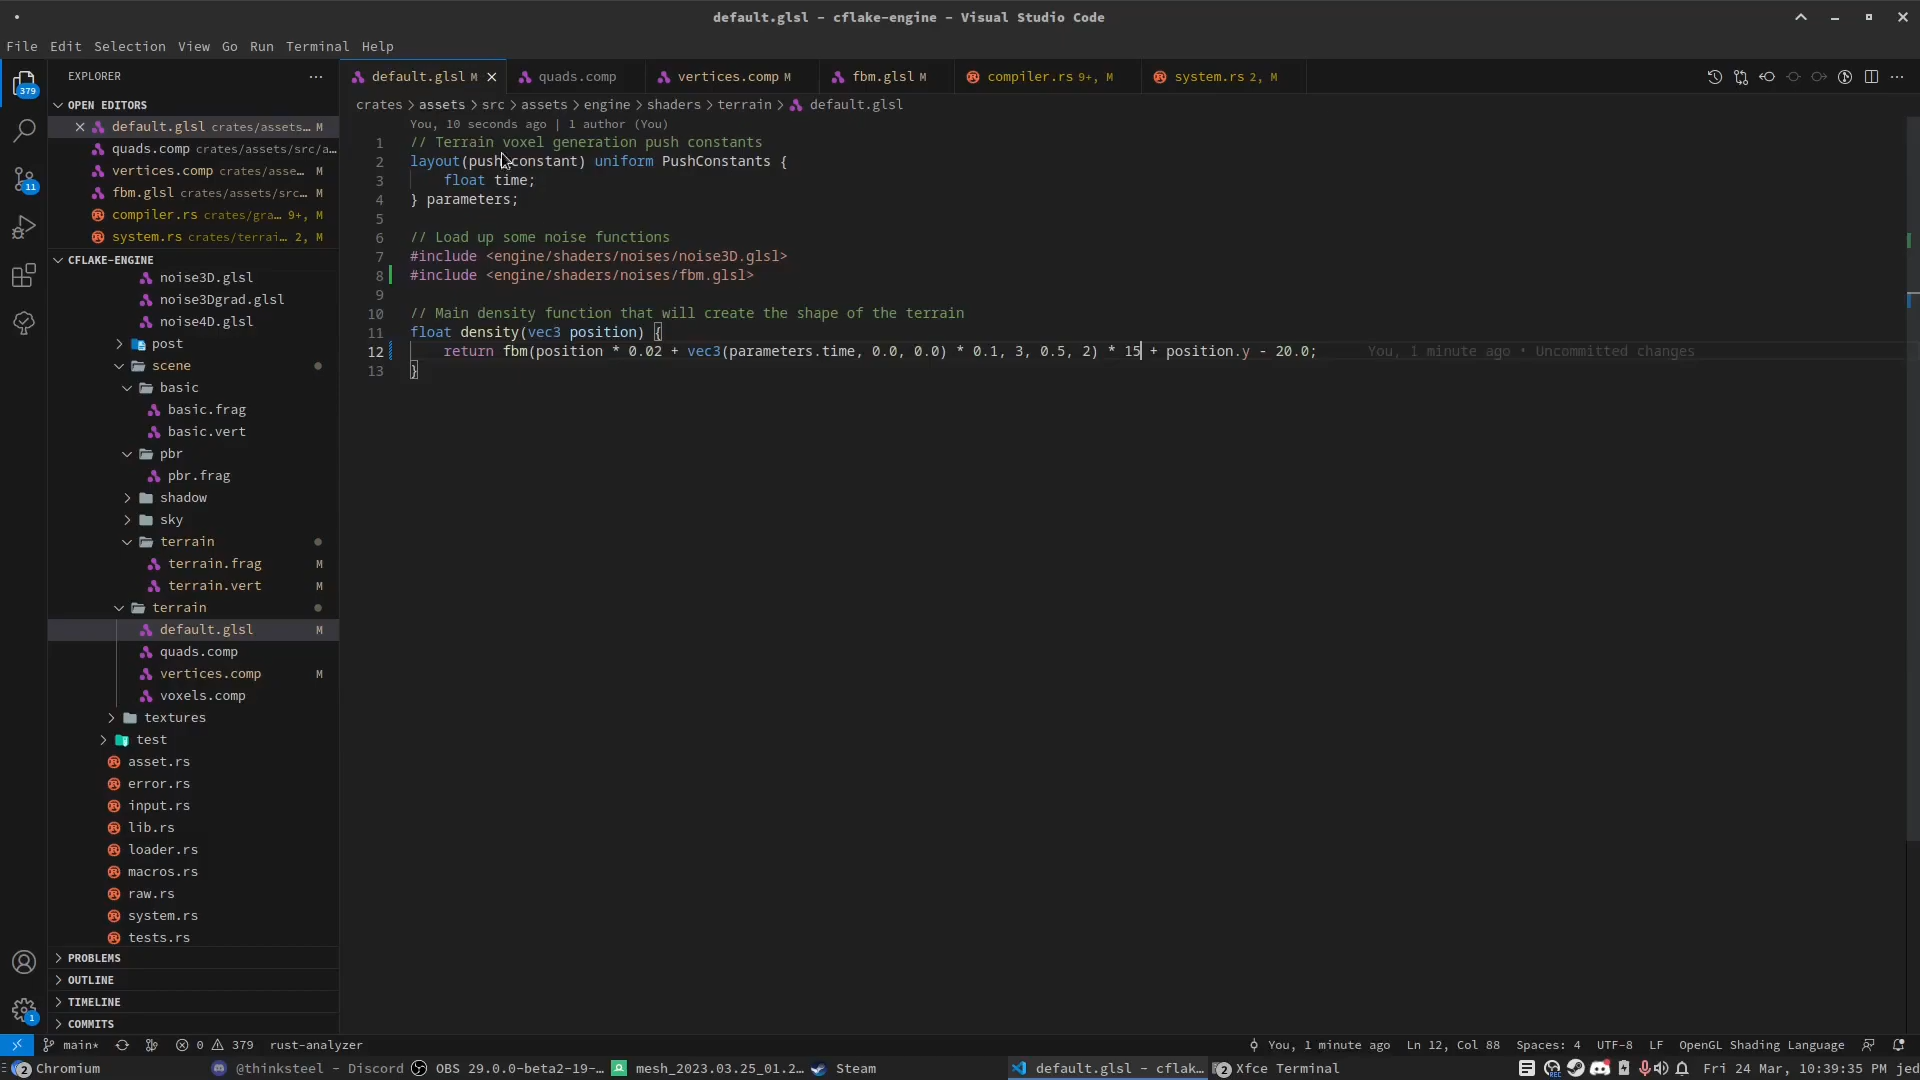 default.glsl - cflake-engine - Visual Studio Code
File Edit Selection View Go Run Terminal Help
EXPLORER
default.glsl M
quads.comp
vertices.comp M
fbm.glsl M
compiler.rs 9+, M
system.rs 2, M
379
OPEN EDITORS
crates > assets > src > assets > engine > shaders > terrain > default.glsl
default.glsl crates/assets... M
quads.comp crates/assets/src/a...
vertices.comp crates/asse... M
fbm.glsl crates/assets/src... M
compiler.rs crates/gra... 9+, M
system.rs crates/terrai... 2, M
11
CFLAKE-ENGINE
noise3D.glsl
noise3Dgrad.glsl
noise4D.glsl
post
scene
basic
basic.frag
basic.vert
pbr
pbr.frag
shadow
sky
terrain
terrain.frag M
terrain.vert M
terrain
default.glsl M
quads.comp
vertices.comp M
voxels.comp
textures
test
asset.rs
error.rs
input.rs
lib.rs
loader.rs
macros.rs
raw.rs
system.rs
tests.rs
PROBLEMS
OUTLINE
TIMELINE
COMMITS
1
You, 10 seconds ago | 1 author (You)
1 // Terrain voxel generation push constants
2 layout(push_constant) uniform PushConstants {
3 float time;
4 } parameters;
5
6 // Load up some noise functions
7 #include <engine/shaders/noises/noise3D.glsl>
8 #include <engine/shaders/noises/fbm.glsl>
9
10 // Main density function that will create the shape of the terrain
11 float density(vec3 position) {
12 return fbm(position * 0.02 + vec3(parameters.time, 0.0, 0.0) * 0.1, 3, 0.5, 2) * 15 + position.y - 20.0; You, 1 minute ago • Uncommitted changes
13 }
main* 0 379 rust-analyzer You, 1 minute ago Ln 12, Col 88 Spaces: 4 UTF-8 LF OpenGL Shading Language
2 Chromium @thinksteel - Discord OBS 29.0.0-beta2-19-... mesh_2023.03.25_01.2... Steam default.glsl - cflak... 2 Xfce Terminal Fri 24 Mar, 10:39:35 PM jed